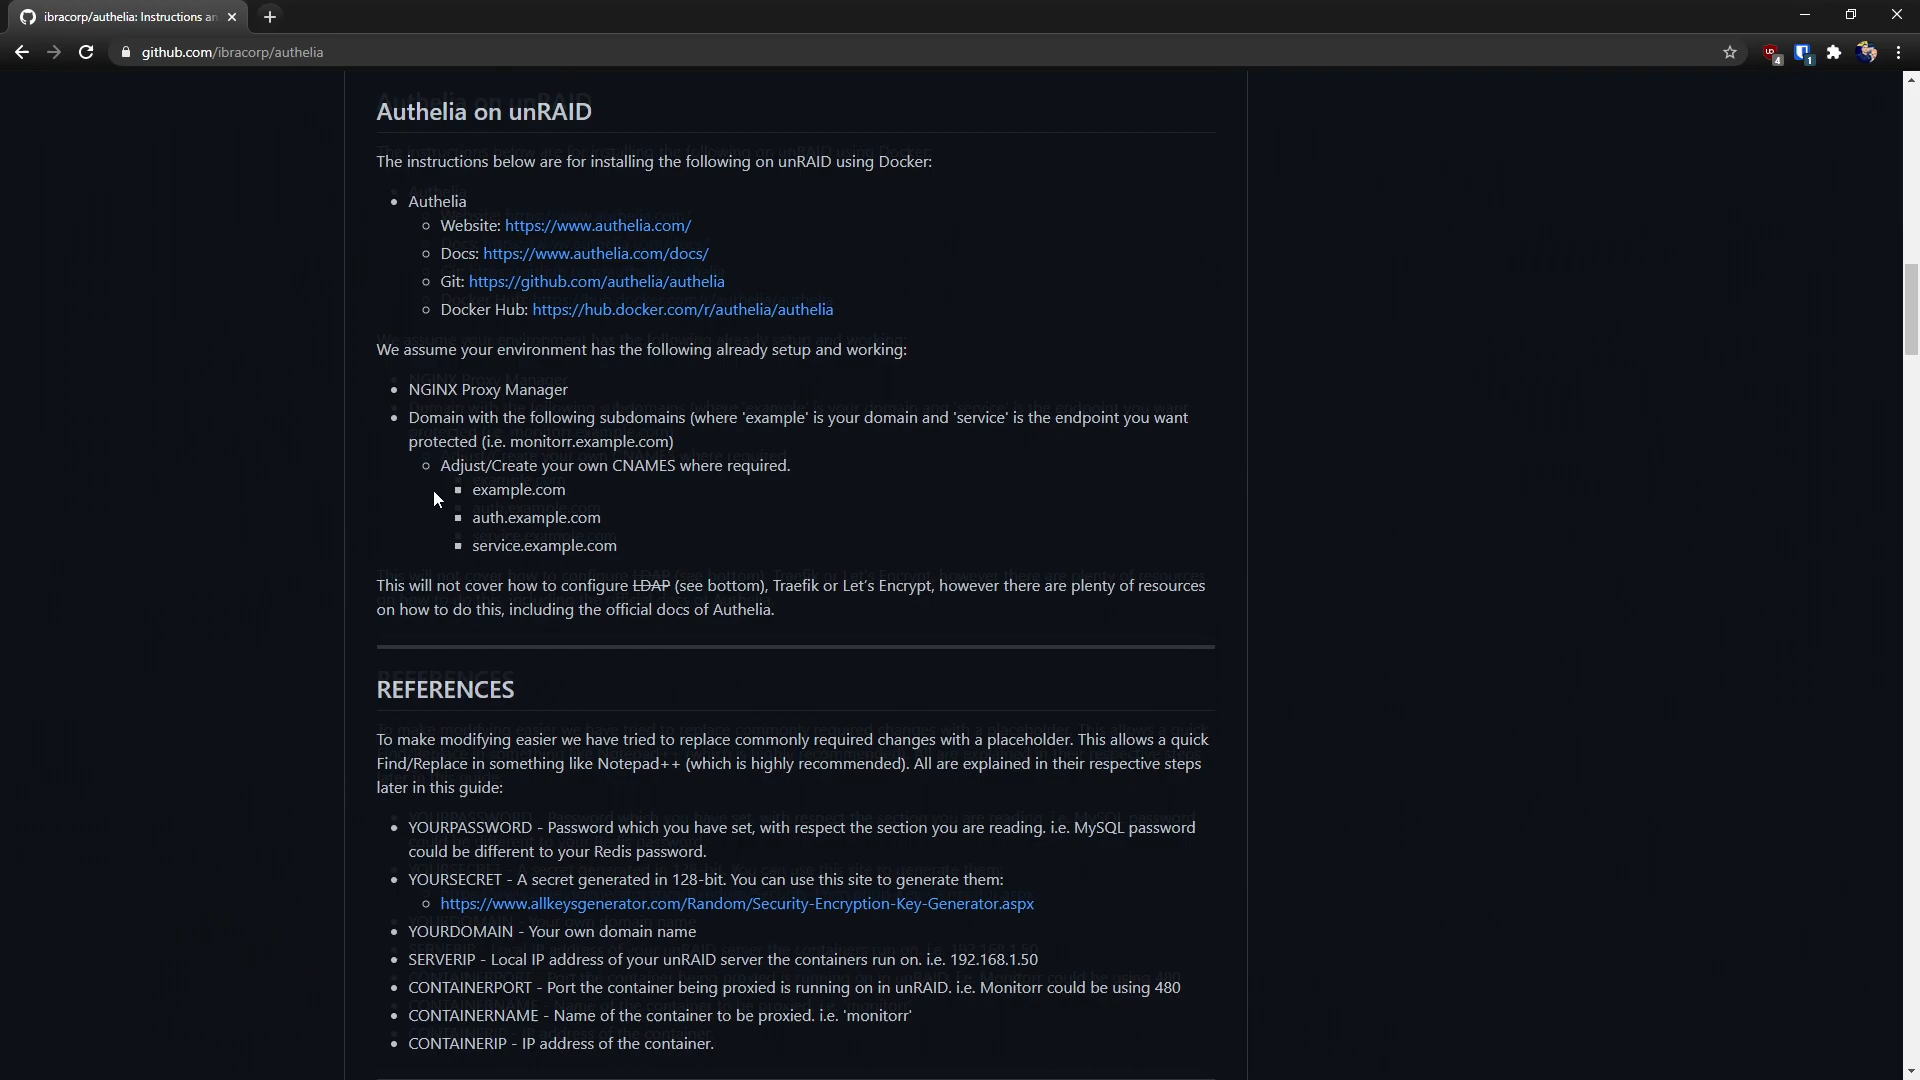 ibracorp/authelia: Instructions an
github.com/ibracorp/authelia
4
1
Authelia on unRAID
The instructions below are for installing the following on unRAID using Docker:
Authelia
Website: https://www.authelia.com/
Docs: https://www.authelia.com/docs/
Git: https://github.com/authelia/authelia
Docker Hub: https://hub.docker.com/r/authelia/authelia
We assume your environment has the following already setup and working:
NGINX Proxy Manager
Domain with the following subdomains (where 'example' is your domain and 'service' is the endpoint you want
protected (i.e. monitorr.example.com)
Adjust/Create your own CNAMES where required.
example.com
auth.example.com
service.example.com
This will not cover how to configure LDAP (see bottom), Traefik or Let's Encrypt, however there are plenty of resources
on how to do this, including the official docs of Authelia.
REFERENCES
To make modifying easier we have tried to replace commonly required changes with a placeholder. This allows a quick
Find/Replace in something like Notepad++ (which is highly recommended). All are explained in their respective steps
later in this guide:
YOURPASSWORD - Password which you have set, with respect the section you are reading. i.e. MySQL password
could be different to your Redis password.
YOURSECRET - A secret generated in 128-bit. You can use this site to generate them:
https://www.allkeysgenerator.com/Random/Security-Encryption-Key-Generator.aspx
YOURDOMAIN - Your own domain name
SERVERIP - Local IP address of your unRAID server the containers run on. i.e. 192.168.1.50
CONTAINERPORT - Port the container being proxied is running on in unRAID. i.e. Monitorr could be using 480
CONTAINERNAME - Name of the container to be proxied. i.e. 'monitorr'
CONTAINERIP - IP address of the container.